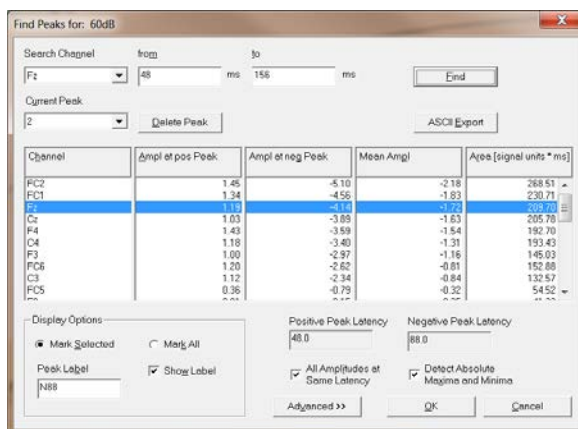 Find Peaks for: 60dB
Search Channel from to
Fz 48 ms 156 ms Find
Current Peak
2 Delete Peak ASCII Export
Channel Ampl at pos Peak Ampl at neg Peak Mean Ampl Area [signal units * ms]
FC2 1.45 -5.10 -2.18 268.51
FC1 1.34 -4.56 -1.83 230.71
Fz 1.19 -4.14 -1.72 209.70
Cz 1.03 -3.89 -1.63 205.78
F4 1.43 -3.59 -1.54 192.70
C4 1.18 -3.40 -1.31 193.43
F3 1.00 -2.97 -1.16 145.03
FC6 1.20 -2.62 -0.81 152.88
C3 1.12 -2.34 -0.84 132.57
FC5 0.36 -0.79 -0.32 54.52
Display Options
Mark Selected Mark All
Peak Label
N88
Show Label
Positive Peak Latency Negative Peak Latency
48.0 88.0
All Amplitudes at Same Latency
Detect Absolute Maxima and Minima
Advanced >> OK Cancel